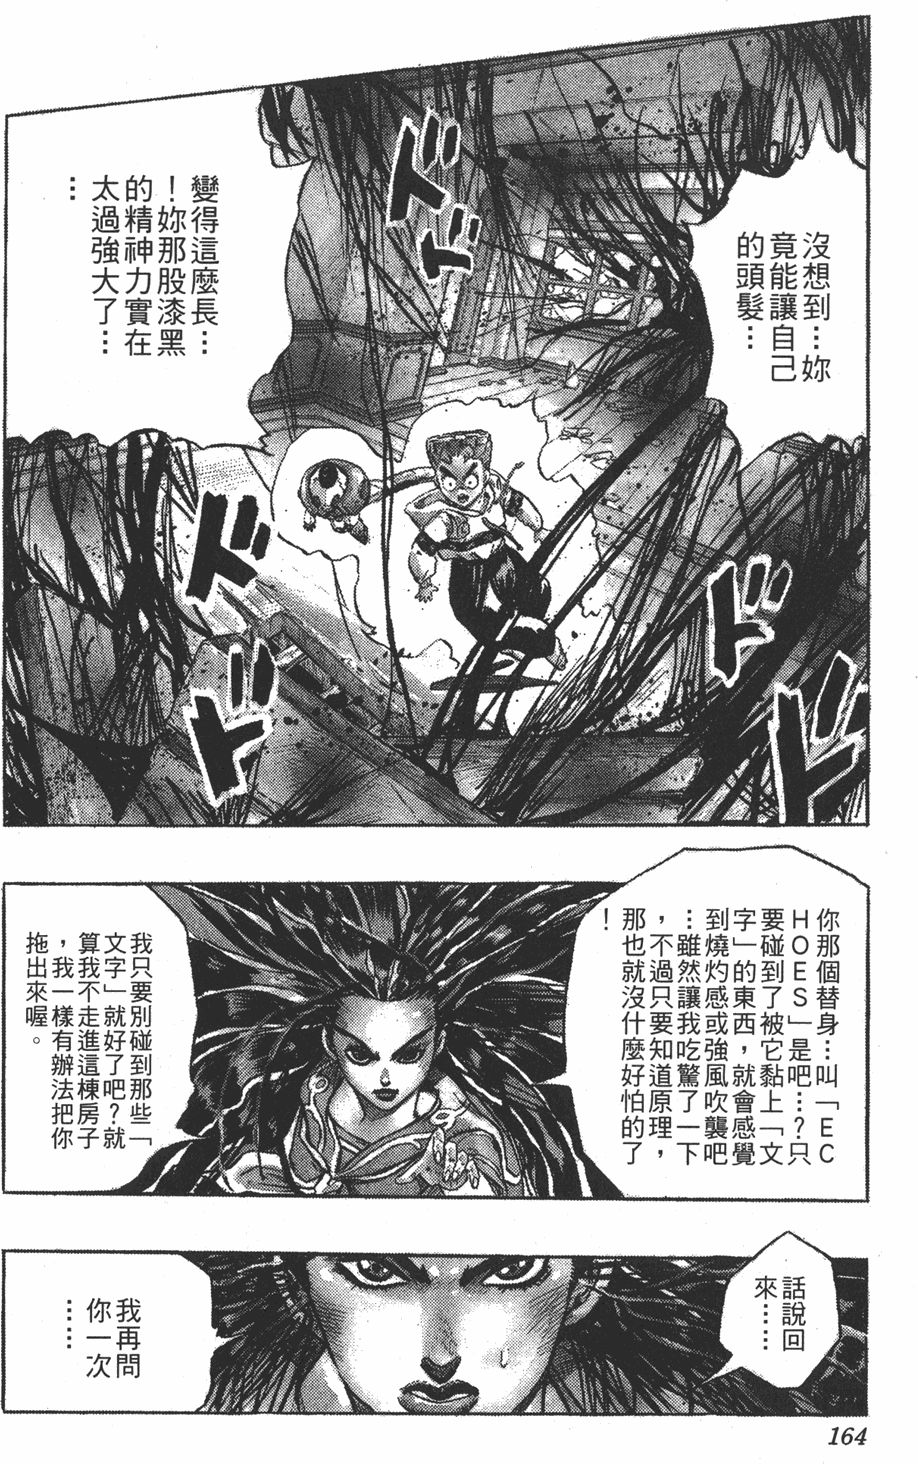 沒想到…妳
竟能讓自己
的頭髮…
變得這麼長…
！妳那股漆黑
的精神力實在
太過強大了…
…
ド
ド
ド
ド
ド
ド
你那個替身…叫「EC
HOES」是吧…?只
要碰到了被它黏上「文
字」的東西，就會感覺
到燒灼感或強風吹襲吧
…雖然讓我吃驚了一下
，不過只要知道原理，
那也就沒什麼好怕的了
！
我只要別碰到那些「
文字」就好了吧?就
算我不走進這棟房子
，我一樣有辦法把你
拖出來喔。
話說回
來……
我再問
你一次
……
164